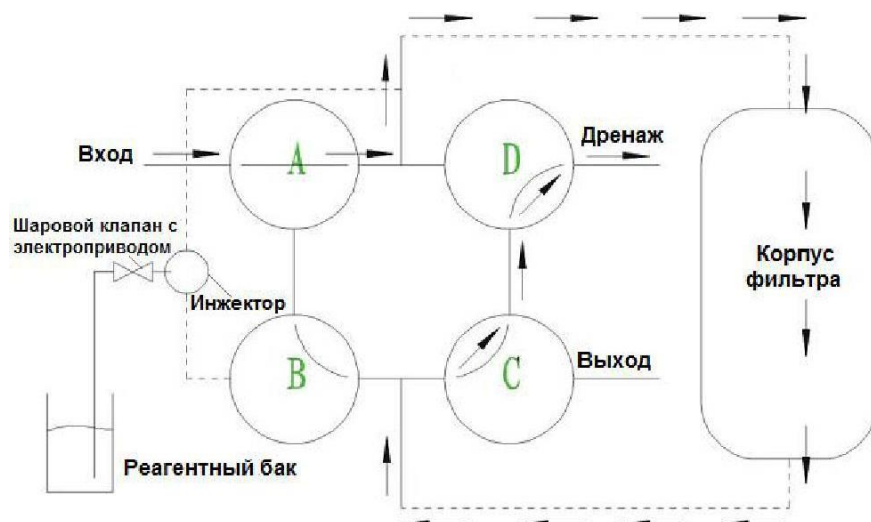 Вход
A
D
Дренаж
Шаровой клапан с
электроприводом
Инжектор
Корпус
фильтра
B
C
Выход
Реагентный бак